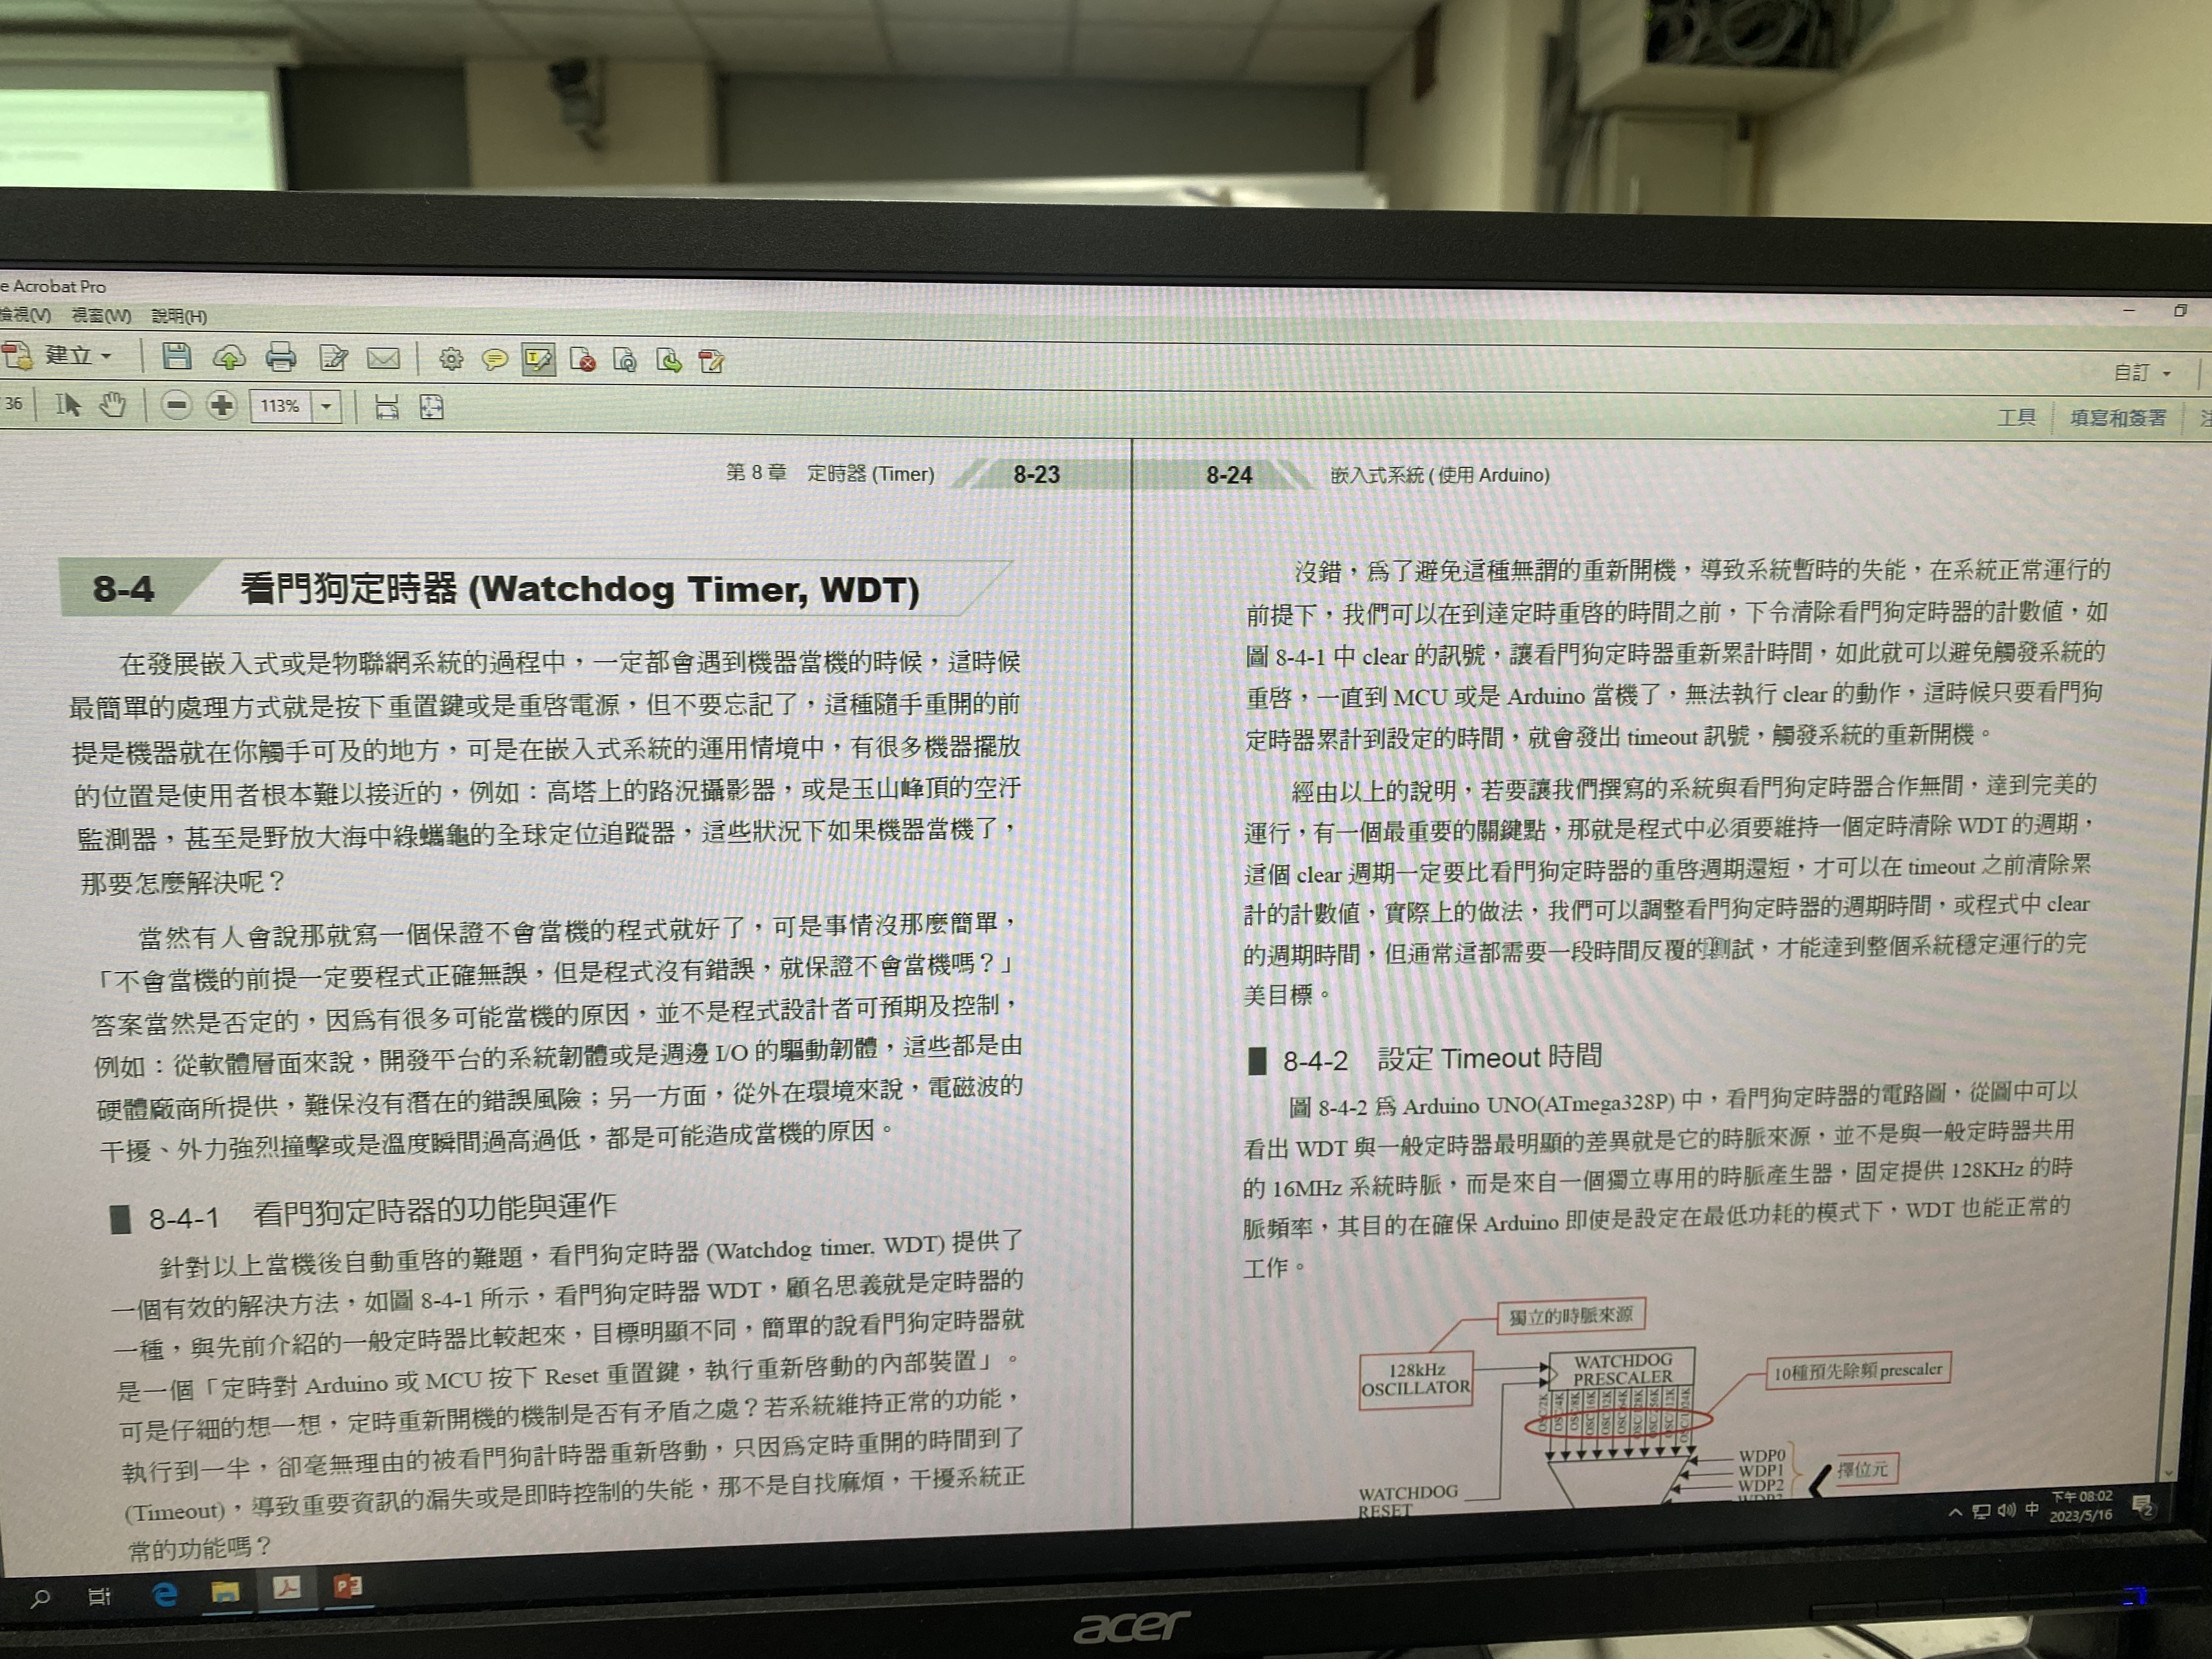 e Acrobat Pro
檢視(V) 視窗(W) 說明(H)
建立
自訂
36
113%
工具
填寫和簽署
第 8 章 定時器 (Timer) 8-23
8-4 看門狗定時器 (Watchdog Timer, WDT)
在發展嵌入式或是物聯網系統的過程中，一定都會遇到機器當機的時候，這時候
最簡單的處理方式就是按下重置鍵或是重啓電源，但不要忘記了，這種隨手重開的前
提是機器就在你觸手可及的地方，可是在嵌入式系統的運用情境中，有很多機器擺放
的位置是使用者根本難以接近的，例如：高塔上的路況攝影器，或是玉山峰頂的空汙
監測器，甚至是野放大海中綠蠵龜的全球定位追蹤器，這些狀況下如果機器當機了，
那要怎麼解決呢？
當然有人會說那就寫一個保證不會當機的程式就好了，可是事情沒那麼簡單，
「不會當機的前提一定要程式正確無誤，但是程式沒有錯誤，就保證不會當機嗎？」
答案當然是否定的，因爲有很多可能當機的原因，並不是程式設計者可預期及控制，
例如：從軟體層面來說，開發平台的系統韌體或是週邊 I/O 的驅動韌體，這些都是由
硬體廠商所提供，難保沒有潛在的錯誤風險；另一方面，從外在環境來說，電磁波的
干擾、外力強烈撞擊或是溫度瞬間過高過低，都是可能造成當機的原因。
8-4-1 看門狗定時器的功能與運作
針對以上當機後自動重啓的難題，看門狗定時器 (Watchdog timer, WDT) 提供了
一個有效的解決方法，如圖 8-4-1 所示，看門狗定時器 WDT，顧名思義就是定時器的
一種，與先前介紹的一般定時器比較起來，目標明顯不同，簡單的說看門狗定時器就
是一個「定時對 Arduino 或 MCU 按下 Reset 重置鍵，執行重新啓動的內部裝置」。
可是仔細的想一想，定時重新開機的機制是否有矛盾之處？若系統維持正常的功能，
執行到一半，卻毫無理由的被看門狗計時器重新啓動，只因爲定時重開的時間到了
(Timeout)，導致重要資訊的漏失或是即時控制的失能，那不是自找麻煩，干擾系統正
常的功能嗎？
8-24 嵌入式系統 ( 使用 Arduino)
沒錯，爲了避免這種無謂的重新開機，導致系統暫時的失能，在系統正常運行的
前提下，我們可以在到達定時重啓的時間之前，下令清除看門狗定時器的計數值，如
圖 8-4-1 中 clear 的訊號，讓看門狗定時器重新累計時間，如此就可以避免觸發系統的
重啓，一直到 MCU 或是 Arduino 當機了，無法執行 clear 的動作，這時候只要看門狗
定時器累計到設定的時間，就會發出 timeout 訊號，觸發系統的重新開機。
經由以上的說明，若要讓我們撰寫的系統與看門狗定時器合作無間，達到完美的
運行，有一個最重要的關鍵點，那就是程式中必須要維持一個定時清除 WDT 的週期，
這個 clear 週期一定要比看門狗定時器的重啓週期還短，才可以在 timeout 之前清除累
計的計數值，實際上的做法，我們可以調整看門狗定時器的週期時間，或程式中 clear
的週期時間，但通常這都需要一段時間反覆的測試，才能達到整個系統穩定運行的完
美目標。
8-4-2 設定 Timeout 時間
圖 8-4-2 爲 Arduino UNO(ATmega328P) 中，看門狗定時器的電路圖，從圖中可以
看出 WDT 與一般定時器最明顯的差異就是它的時脈來源，並不是與一般定時器共用
的 16MHz 系統時脈，而是來自一個獨立專用的時脈產生器，固定提供 128KHz 的時
脈頻率，其目的在確保 Arduino 即使是設定在最低功耗的模式下，WDT 也能正常的
工作。
獨立的時脈來源
128kHz
OSCILLATOR
WATCHDOG
PRESCALER
10種預先除頻 prescaler
OSC/2K
OSC/4K
OSC/8K
OSC/16K
OSC/32K
OSC/64K
OSC/128K
OSC/256K
OSC/512K
OSC/1024K
WDP0
WDP1
WDP2
擇位元
WATCHDOG
RESET
中
下午 08:02
2023/5/16
2
acer